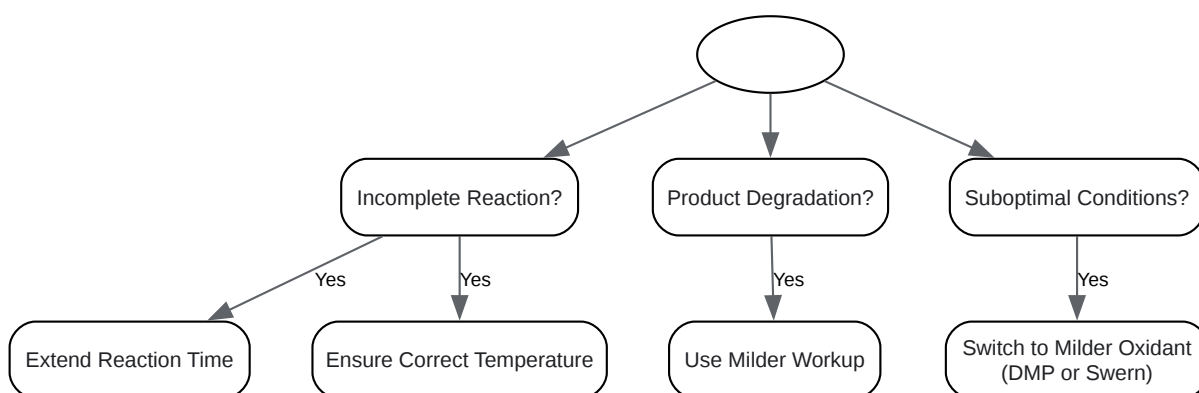 Incomplete Reaction?
Product Degradation?
Suboptimal Conditions?
Yes
Yes
Yes
Yes
Extend Reaction Time
Ensure Correct Temperature
Use Milder Workup
Switch to Milder Oxidant
(DMP or Swern)